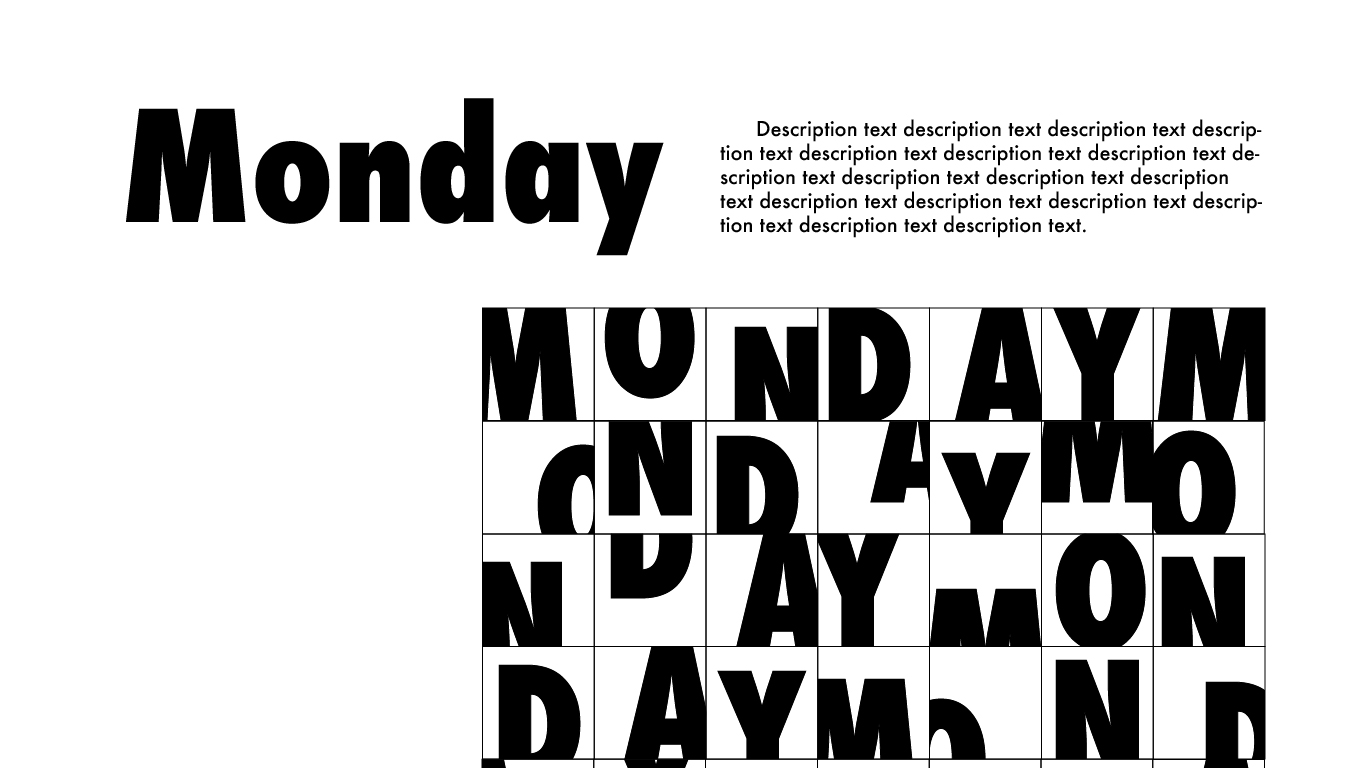 Monday
Description text description text description text descrip-
tion text description text description text description text de-
scription text description text description text description
text description text description text description text descrip-
tion text description text description text.
M O N D A Y M
O N D A Y M O
N D A Y M O N
D A Y M O N D